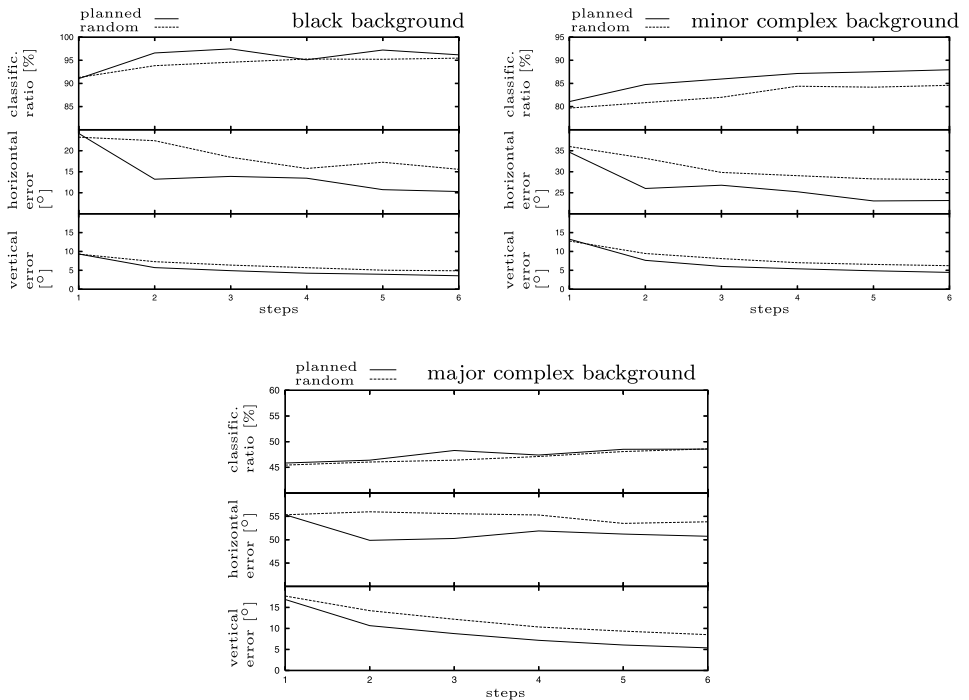 planned
random
black background
100
95
90
85
classific.
ratio [%]
20
15
10
horizontal
error
[°]
15
10
5
0
vertical
error
[°]
1 2 3 4 5 6
steps
planned
random
minor complex background
95
90
85
80
classific.
ratio [%]
35
30
25
horizontal
error
[°]
15
10
5
0
vertical
error
[°]
1 2 3 4 5 6
steps
planned
random
major complex background
60
55
50
45
classific.
ratio [%]
55
50
45
horizontal
error [°]
15
10
5
0
vertical
error [°]
1 2 3 4 5 6
steps